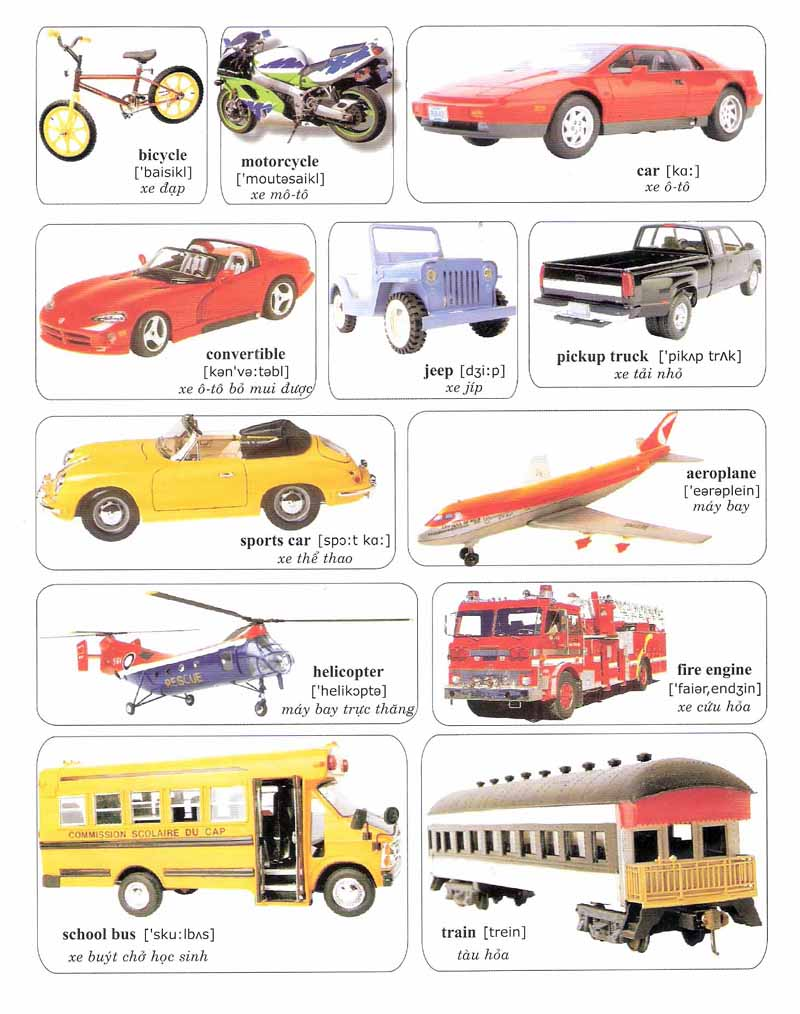 bicycle
['baisikl]
xe đạp
motorcycle
['moutəsaikl]
xe mô-tô
car [kɑː]
xe ô-tô
convertible
[kən'və:təbl]
xe ô-tô bỏ mui được
jeep [dʒi:p]
xe jíp
pickup truck ['pikʌp trʌk]
xe tải nhỏ
sports car [spɔ:t kɑ:]
xe thể thao
aeroplane
['eərəplein]
máy bay
RESCUE
helicopter
['helikɔptə]
máy bay trực thăng
fire engine
['faiər,endʒin]
xe cứu hỏa
COMMISSION SCOLAIRE DU CAP
school bus ['sku:lbʌs]
xe buýt chở học sinh
train [trein]
tàu hỏa